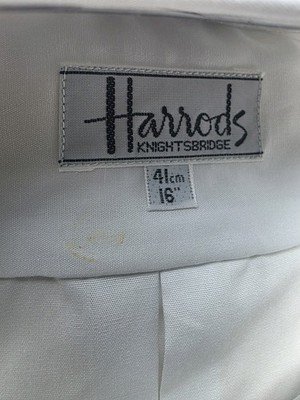 Harrods
KNIGHTSBRIDGE
41cm
16"